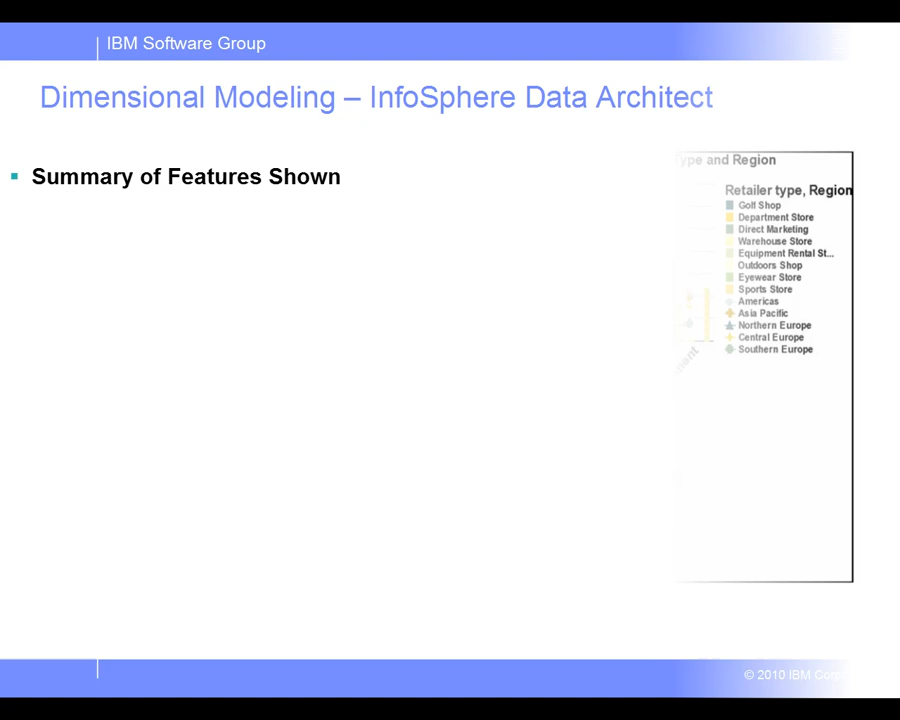 IBM Software Group
Dimensional Modeling – InfoSphere Data Architect
Summary of Features Shown
Type and Region
Retailer type, Region
Golf Shop
Department Store
Direct Marketing
Warehouse Store
Equipment Rental St...
Outdoors Shop
Eyewear Store
Sports Store
Americas
Asia Pacific
Northern Europe
Central Europe
Southern Europe
© 2010 IBM